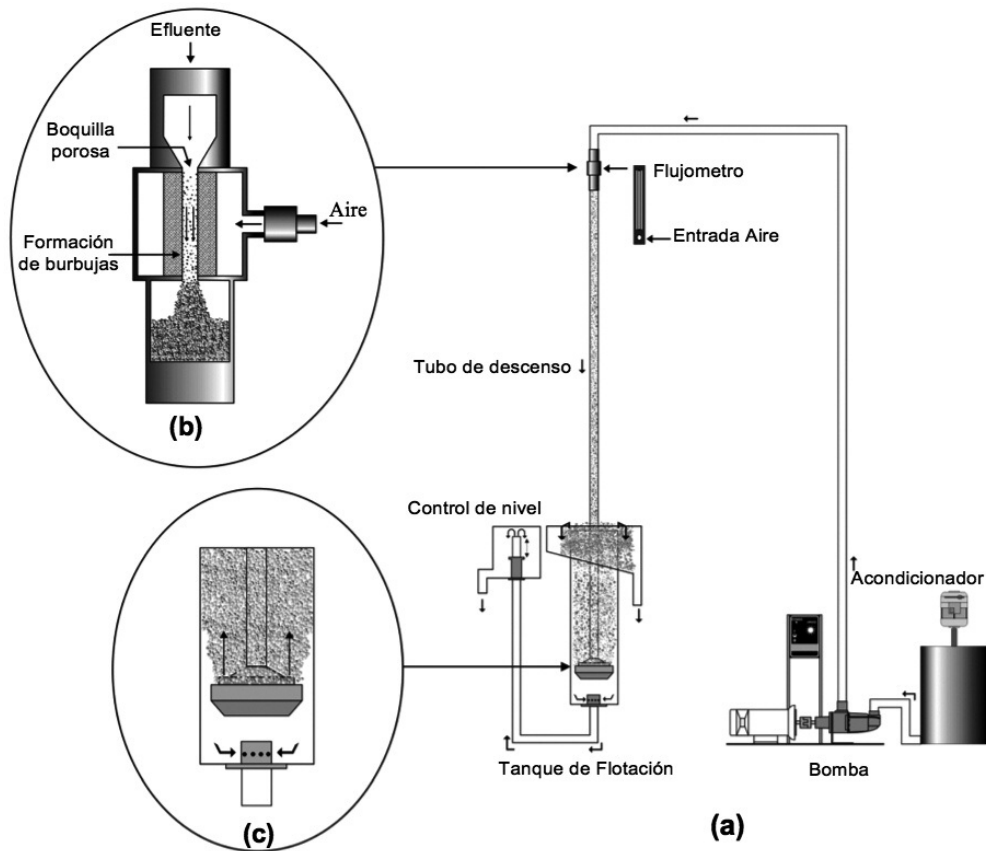 Efluente
Boquilla
porosa
Aire
Formación
de burbujas
(b)
Flujometro
Entrada Aire
Tubo de descenso
Control de nivel
Acondicionador
Tanque de Flotación
Bomba
(c)
(a)